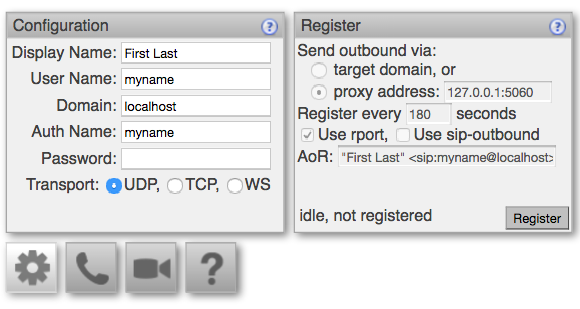 Configuration
Display Name: First Last
User Name: myname
Domain: localhost
Auth Name: myname
Password:
Transport: UDP, TCP, WS
Register
Send outbound via:
target domain, or
proxy address: 127.0.0.1:5060
Register every 180 seconds
Use rport, Use sip-outbound
AoR: "First Last" <sip:myname@localhost>
idle, not registered
Register